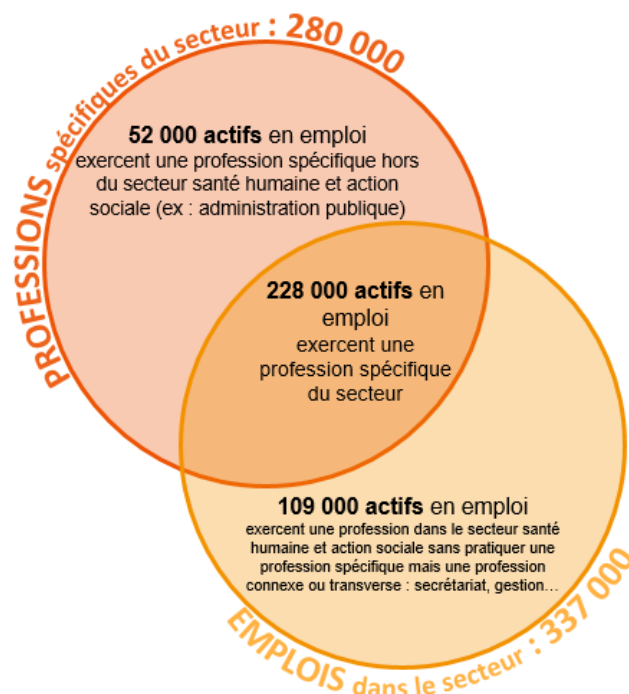 PROFESSIONS spécifiques du secteur : 280 000
52 000 actifs en emploi
exercent une profession spécifique hors
du secteur santé humaine et action
sociale (ex : administration publique)
228 000 actifs en
emploi
exercent une
profession spécifique
du secteur
109 000 actifs en emploi
exercent une profession dans le secteur santé
humaine et action sociale sans pratiquer une
profession spécifique mais une profession
connexe ou transverse : secrétariat, gestion…
EMPLOIS dans le secteur : 337 000